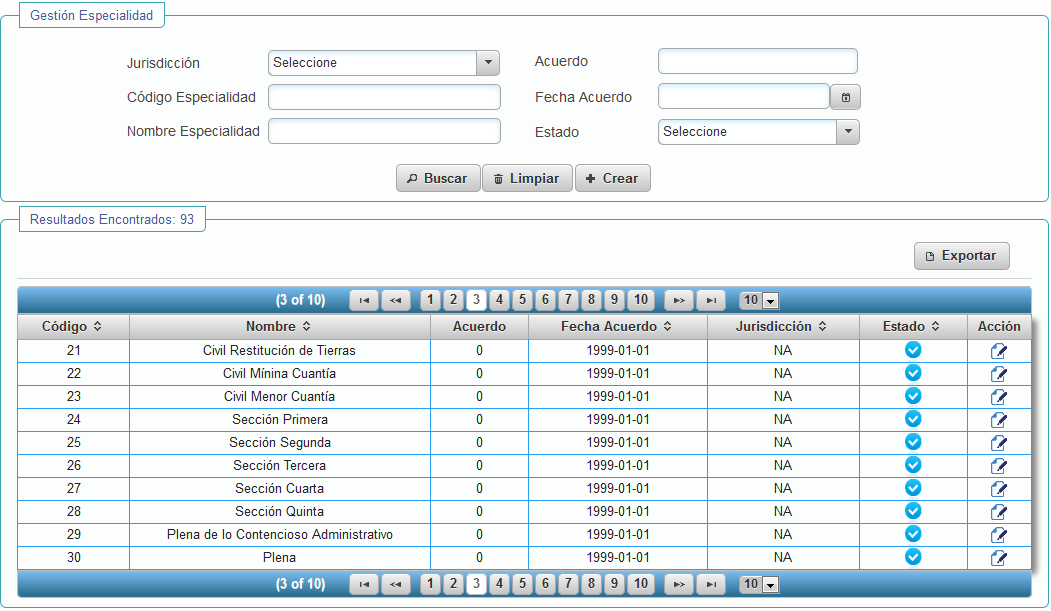 Gestión Especialidad
Jurisdicción Seleccione Acuerdo
Código Especialidad Fecha Acuerdo
Nombre Especialidad Estado Seleccione
Buscar Limpiar Crear
Resultados Encontrados: 93
Exportar
(3 of 10) 1 2 3 4 5 6 7 8 9 10 10
Código Nombre Acuerdo Fecha Acuerdo Jurisdicción Estado Acción
21 Civil Restitución de Tierras 0 1999-01-01 NA
22 Civil Mínina Cuantía 0 1999-01-01 NA
23 Civil Menor Cuantía 0 1999-01-01 NA
24 Sección Primera 0 1999-01-01 NA
25 Sección Segunda 0 1999-01-01 NA
26 Sección Tercera 0 1999-01-01 NA
27 Sección Cuarta 0 1999-01-01 NA
28 Sección Quinta 0 1999-01-01 NA
29 Plena de lo Contencioso Administrativo 0 1999-01-01 NA
30 Plena 0 1999-01-01 NA
(3 of 10) 1 2 3 4 5 6 7 8 9 10 10